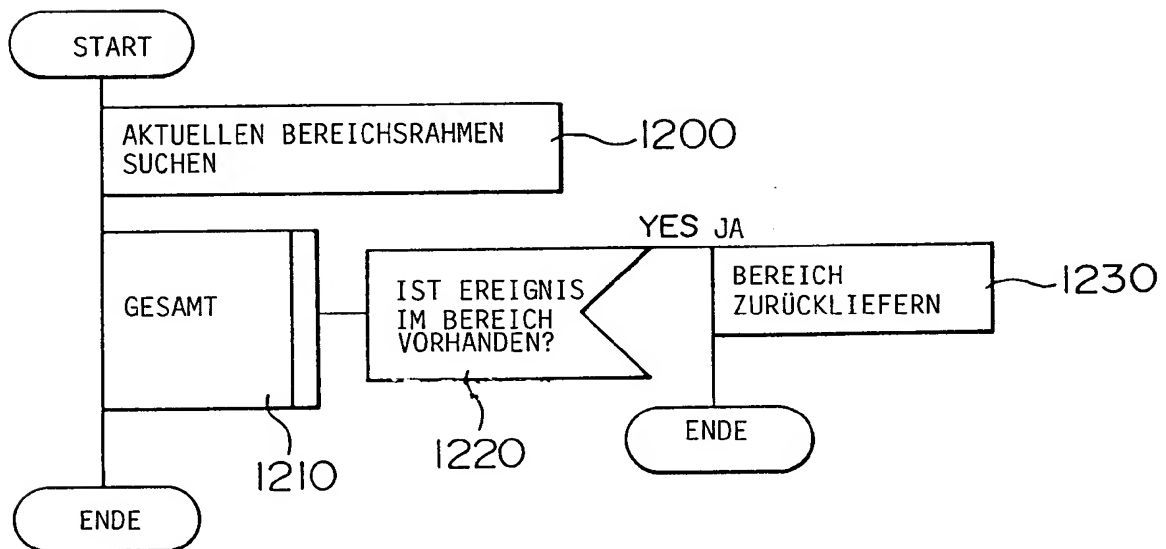 START
AKTUELLEN BEREICHSRAHMEN
SUCHEN
1200
YES JA
GESAMT
IST EREIGNIS
IM BEREICH
VORHANDEN?
BEREICH
ZURÜCKLIEFERN
1230
1210
1220
ENDE
ENDE